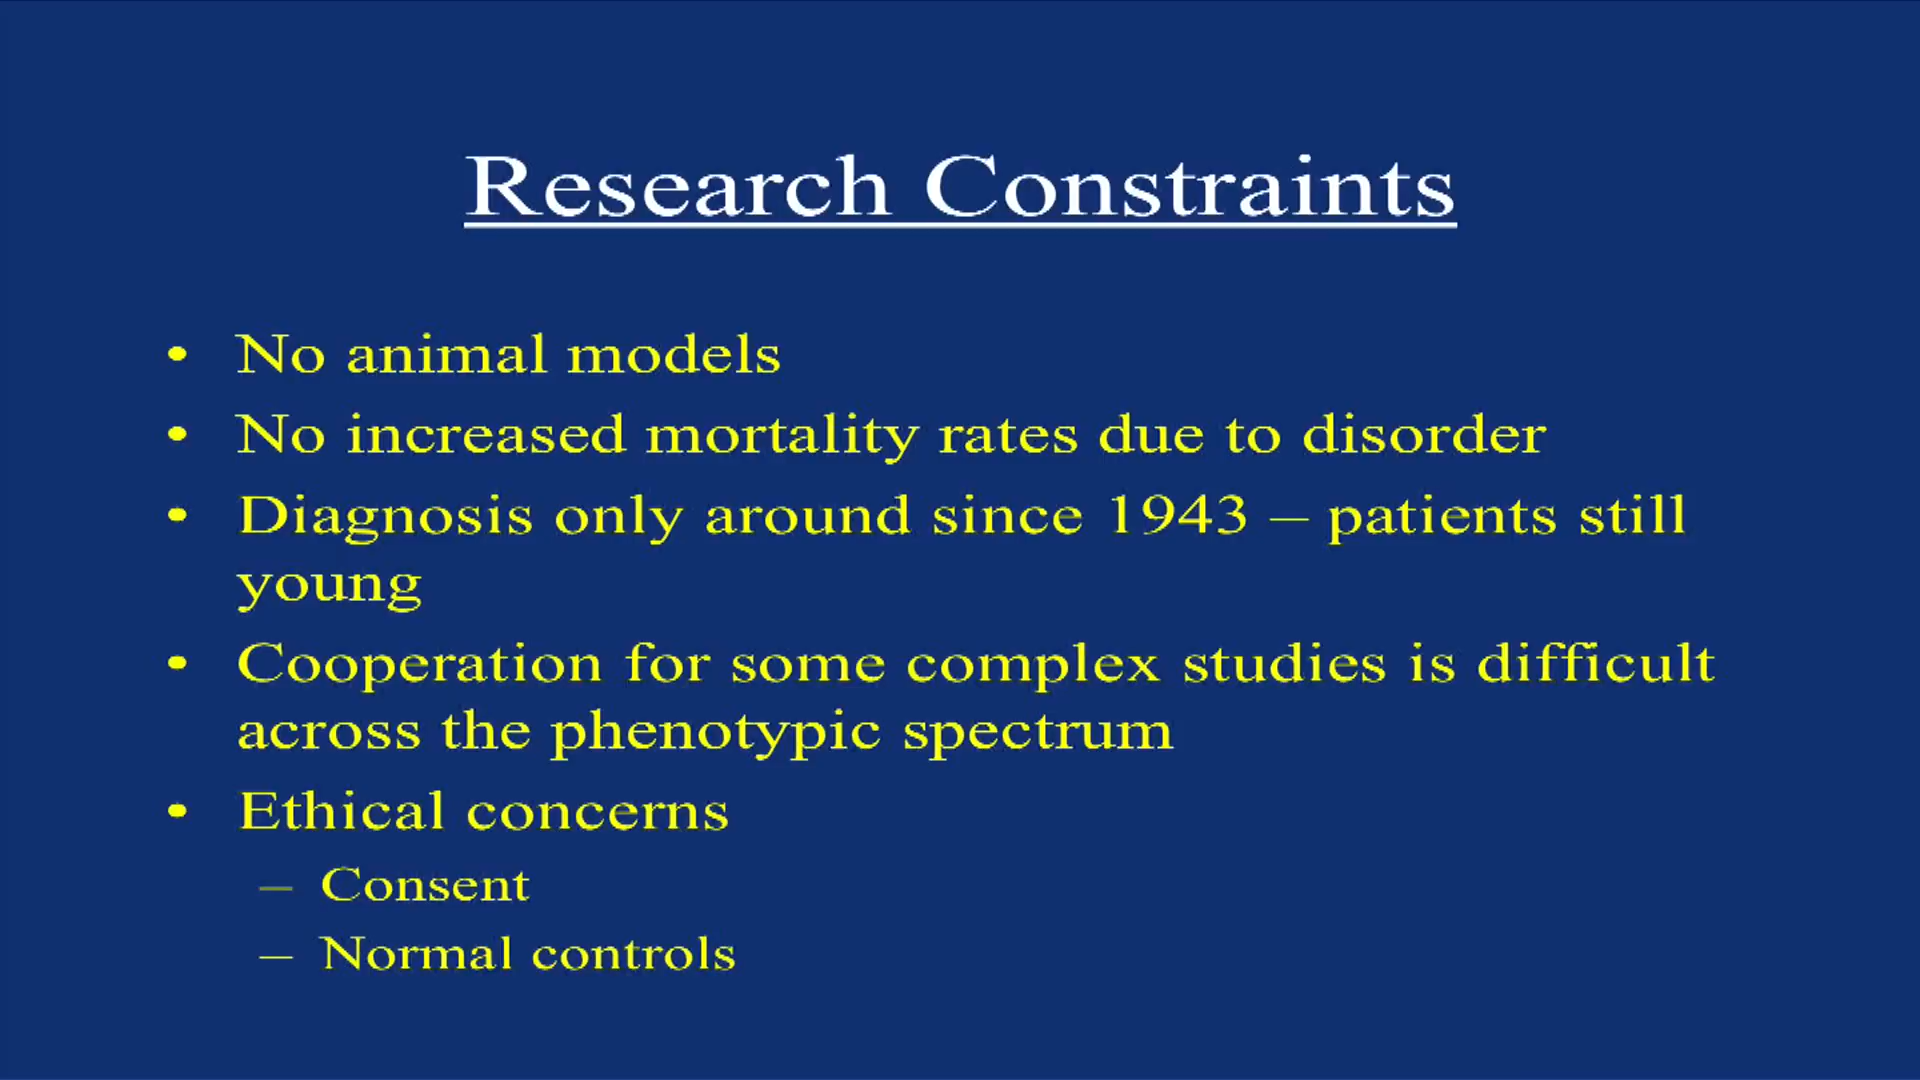 Research Constraints
• No animal models
• No increased mortality rates due to disorder
• Diagnosis only around since 1943 – patients still
young
• Cooperation for some complex studies is difficult
across the phenotypic spectrum
• Ethical concerns
– Consent
– Normal controls